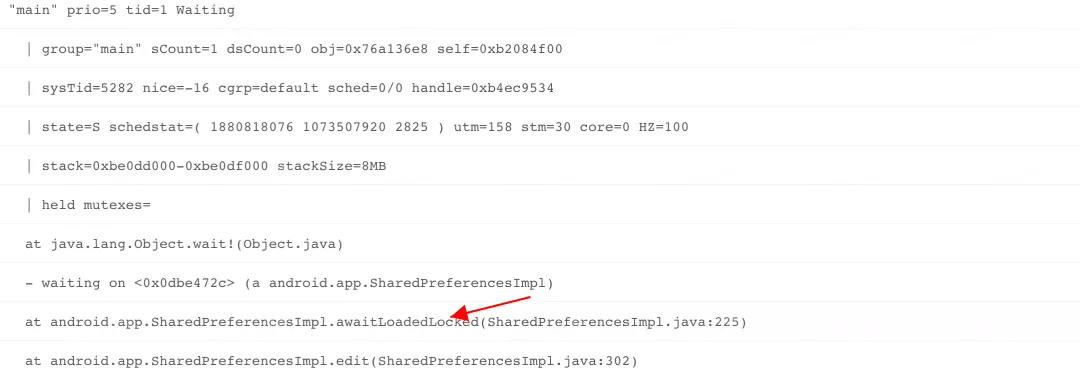 "main" prio=5 tid=1 Waiting
| group="main" sCount=1 dsCount=0 obj=0x76a136e8 self=0xb2084f00
| sysTid=5282 nice=-16 cgrp=default sched=0/0 handle=0xb4ec9534
| state=S schedstat=( 1880818076 1073507920 2825 ) utm=158 stm=30 core=0 HZ=100
| stack=0xbe0dd000-0xbe0df000 stackSize=8MB
| held mutexes=
at java.lang.Object.wait!(Object.java)
- waiting on <0x0dbe472c> (a android.app.SharedPreferencesImpl)
at android.app.SharedPreferencesImpl.awaitLoadedLocked(SharedPreferencesImpl.java:225)
at android.app.SharedPreferencesImpl.edit(SharedPreferencesImpl.java:302)